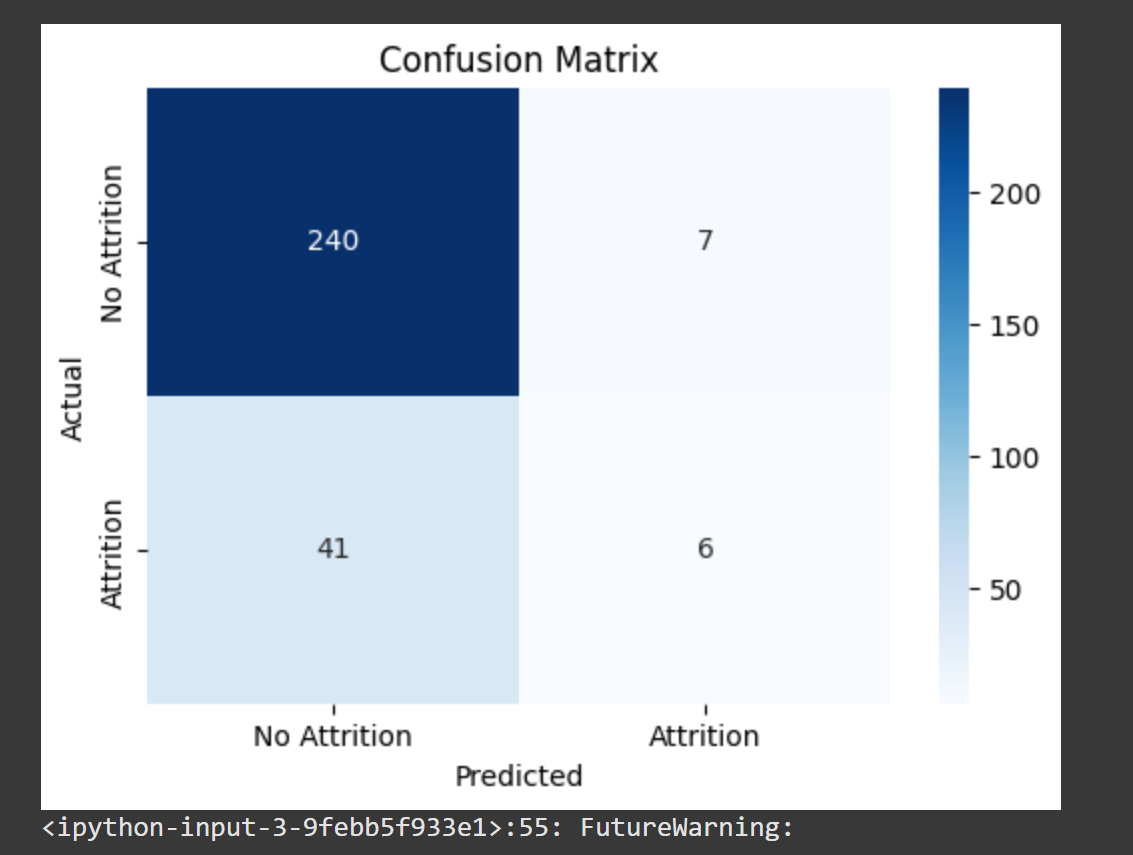 Confusion Matrix
No Attrition
240
7
200
150
Actual
100
Attrition
41
6
50
No Attrition
Attrition
Predicted
<ipython-input-3-9febb5f933e1>:55: FutureWarning: